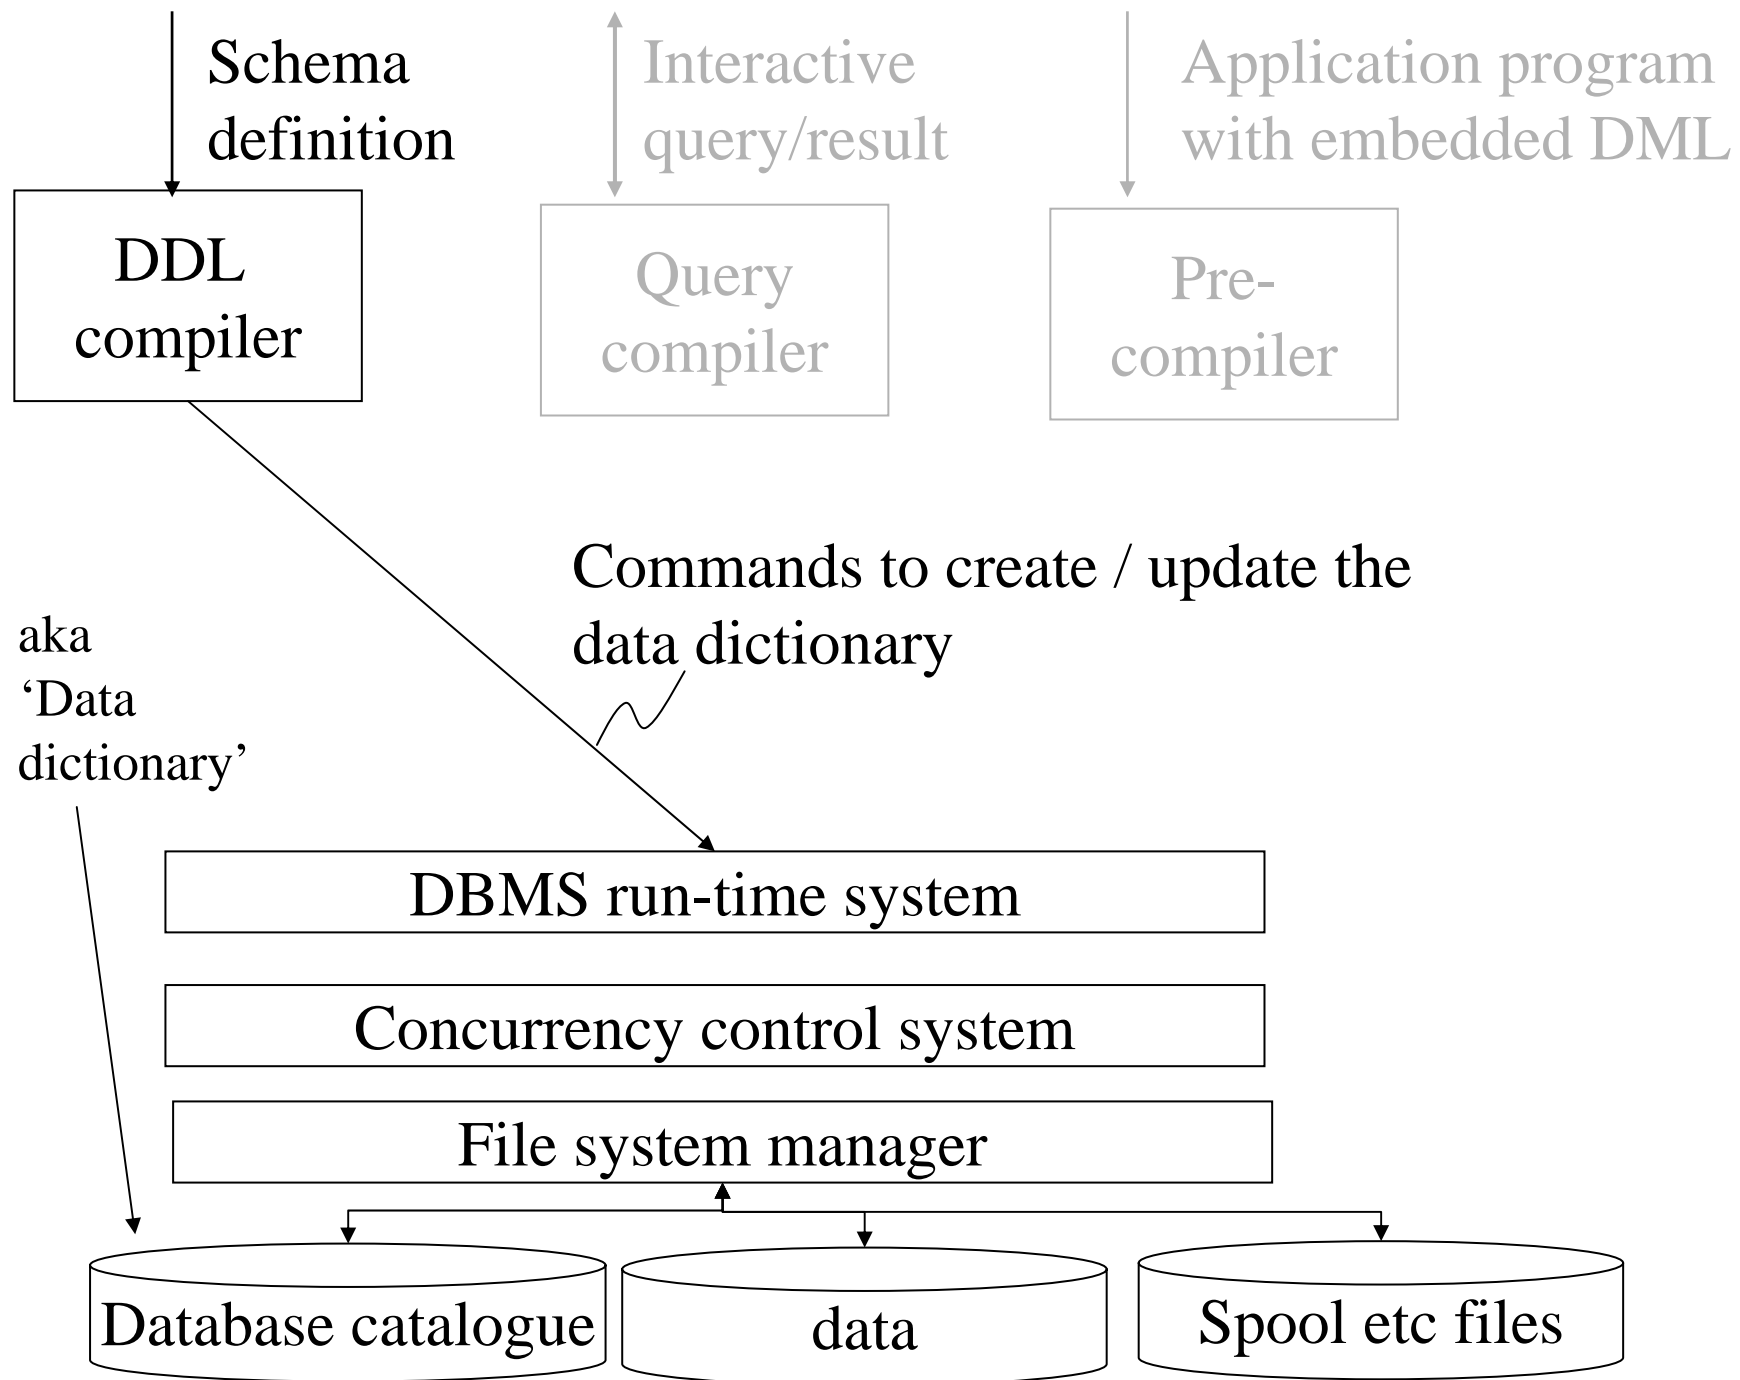 Schema
definition
Interactive
query/result
Application program
with embedded DML
DDL
compiler
Query
compiler
Pre-
compiler
Commands to create / update the
data dictionary
aka
‘Data
dictionary’
DBMS run-time system
Concurrency control system
File system manager
Database catalogue
data
Spool etc files